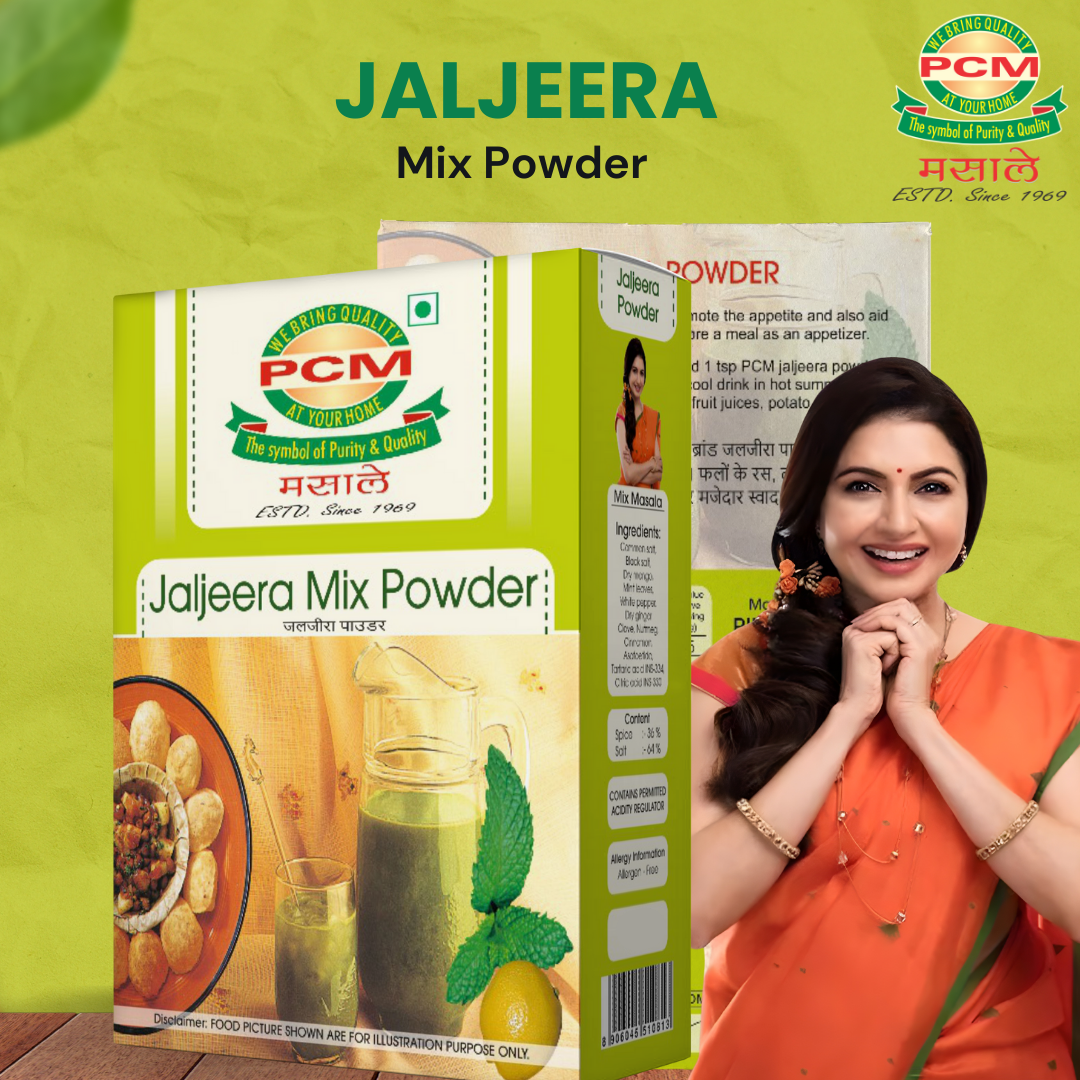 JALJEERA
Mix Powder
WE BRING QUALITY
PCM
AT YOUR HOME
The symbol of Purity & Quality
मसाले
ESTD. Since 1969
POWDER
mote the appetite and also aid
a meal as an appetizer.
1 tsp PCM jaljeera
cool drink in hot
fruit juices, potato
ब्रांड जलजीरा
फलों के रस,
मजेदार स्वाद
WE BRING QUALITY
PCM
AT YOUR HOME
The symbol of Purity & Quality
मसाले
ESTD. Since 1969
Jaljeera Mix Powder
जलजीरा पाउडर
Disclaimer: FOOD PICTURE SHOWN ARE FOR ILLUSTRATION PURPOSE ONLY.
Jaljeera
Powder
Mix Masala
Ingredients:
Common salt,
Black salt,
Dry mango,
Mint leaves,
White pepper
Dry ginger
Clove, Nutmeg,
Cinnamon,
Asafoetida,
Tartaric acid INS-334,
Citric acid INS 330
Content
Spice :- 36 %
Salt :- 64 %
CONTAINS PERMITTED
ACIDITY REGULATOR
Allergy Information
Allergen - Free
8 906045 510813